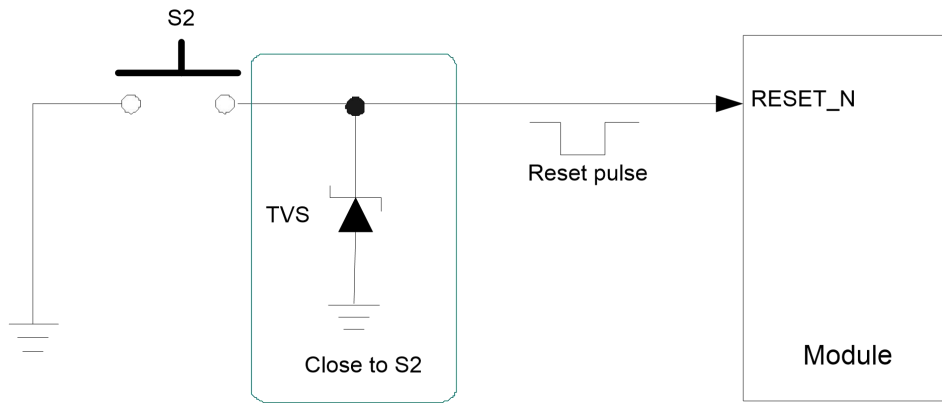 S2
RESET_N
Reset pulse
TVS
Close to S2
Module